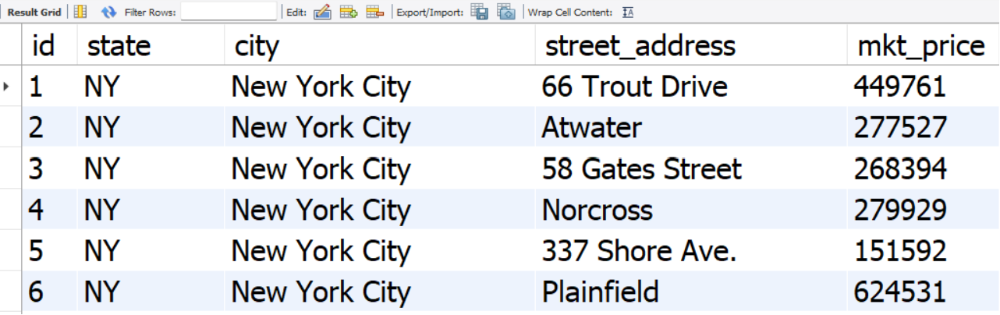 Result Grid Filter Rows: Edit: Export/Import: Wrap Cell Content: IA
id state city street_address mkt_price
1 NY New York City 66 Trout Drive 449761
2 NY New York City Atwater 277527
3 NY New York City 58 Gates Street 268394
4 NY New York City Norcross 279929
5 NY New York City 337 Shore Ave. 151592
6 NY New York City Plainfield 624531